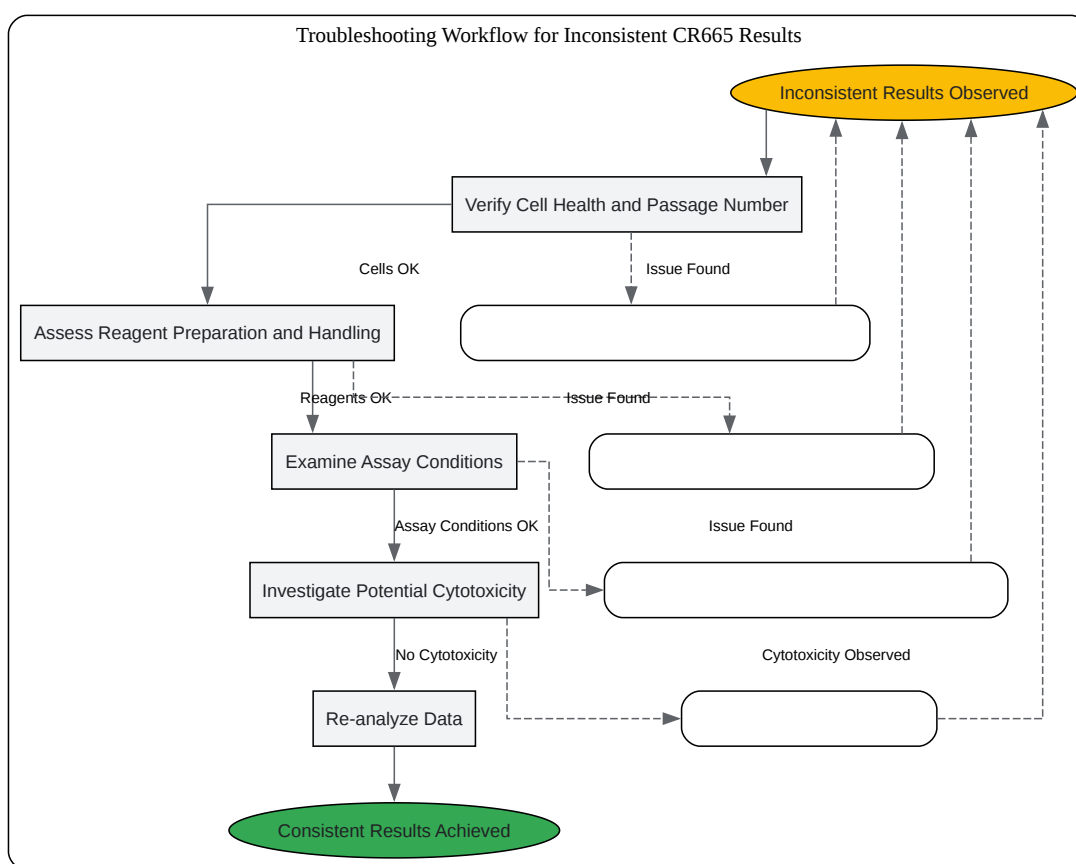 Troubleshooting Workflow for Inconsistent CR665 Results
Inconsistent Results Observed
Verify Cell Health and Passage Number
Cells OK
Issue Found
Assess Reagent Preparation and Handling
Reagents OK
Issue Found
Examine Assay Conditions
Assay Conditions OK
Issue Found
Investigate Potential Cytotoxicity
No Cytotoxicity
Cytotoxicity Observed
Re-analyze Data
Consistent Results Achieved